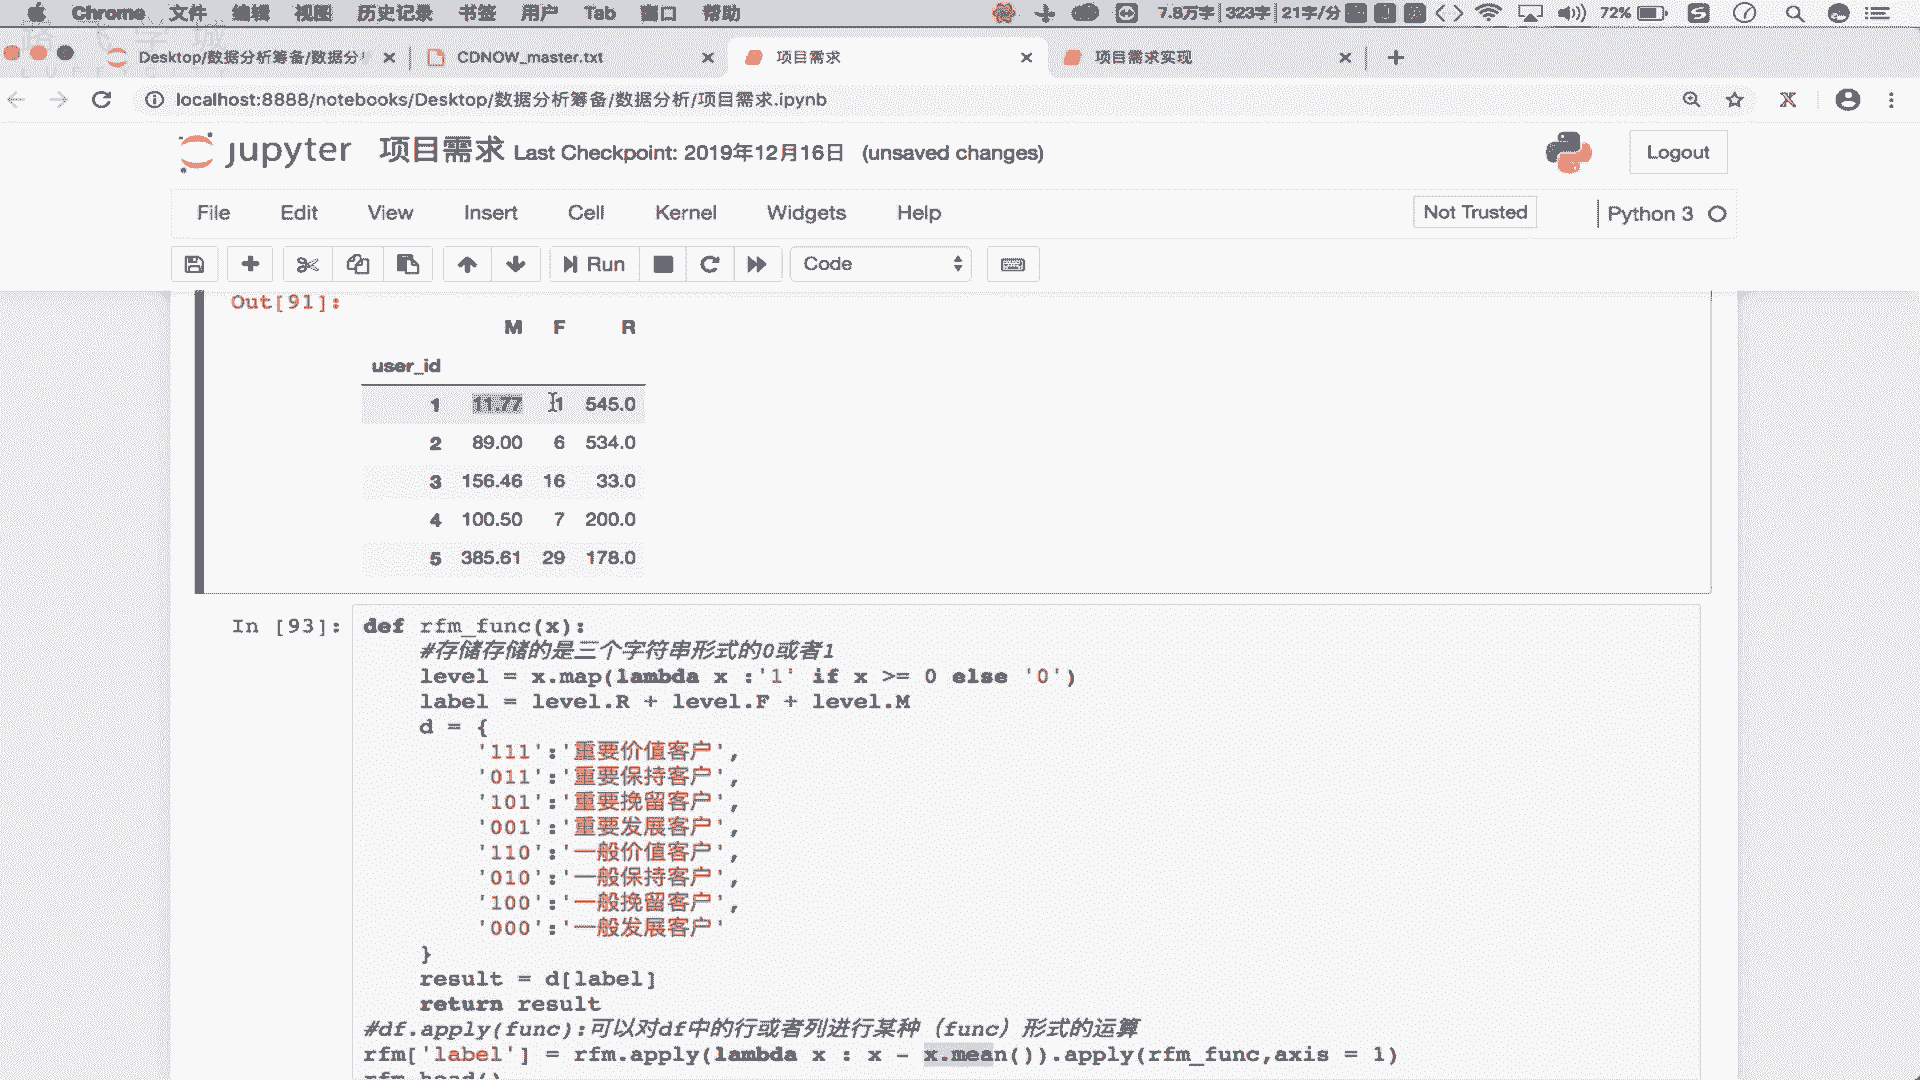 Chrome 文件 编辑 视图 历史记录 书签 用户 Tab 窗口 帮助 7.8万字 323字 21字/分 72%
Desktop/数据分析筹备/数据分 CDNOW_master.txt 项目需求 项目需求实现
localhost:8888/notebooks/Desktop/数据分析筹备/数据分析/项目需求.ipynb
jupyter 项目需求 Last Checkpoint: 2019年12月16日 (unsaved changes) Logout
File Edit View Insert Cell Kernel Widgets Help Not Trusted Python 3
Run Code
Out[91]:
M F R
user_id
1 11.77 1 545.0
2 89.00 6 534.0
3 156.46 16 33.0
4 100.50 7 200.0
5 385.61 29 178.0
In [93]: def rfm_func(x):
#存储存储的是三个字符串形式的0或者1
level = x.map(lambda x :'1' if x >= 0 else '0')
label = level.R + level.F + level.M
d = {
'111':'重要价值客户',
'011':'重要保持客户',
'101':'重要挽留客户',
'001':'重要发展客户',
'110':'一般价值客户',
'010':'一般保持客户',
'100':'一般挽留客户',
'000':'一般发展客户'
}
result = d[label]
return result
#df.apply(func):可以对df中的行或者列进行某种（func）形式的运算
rfm['label'] = rfm.apply(lambda x : x - x.mean()).apply(rfm_func,axis = 1)
rfm.head()